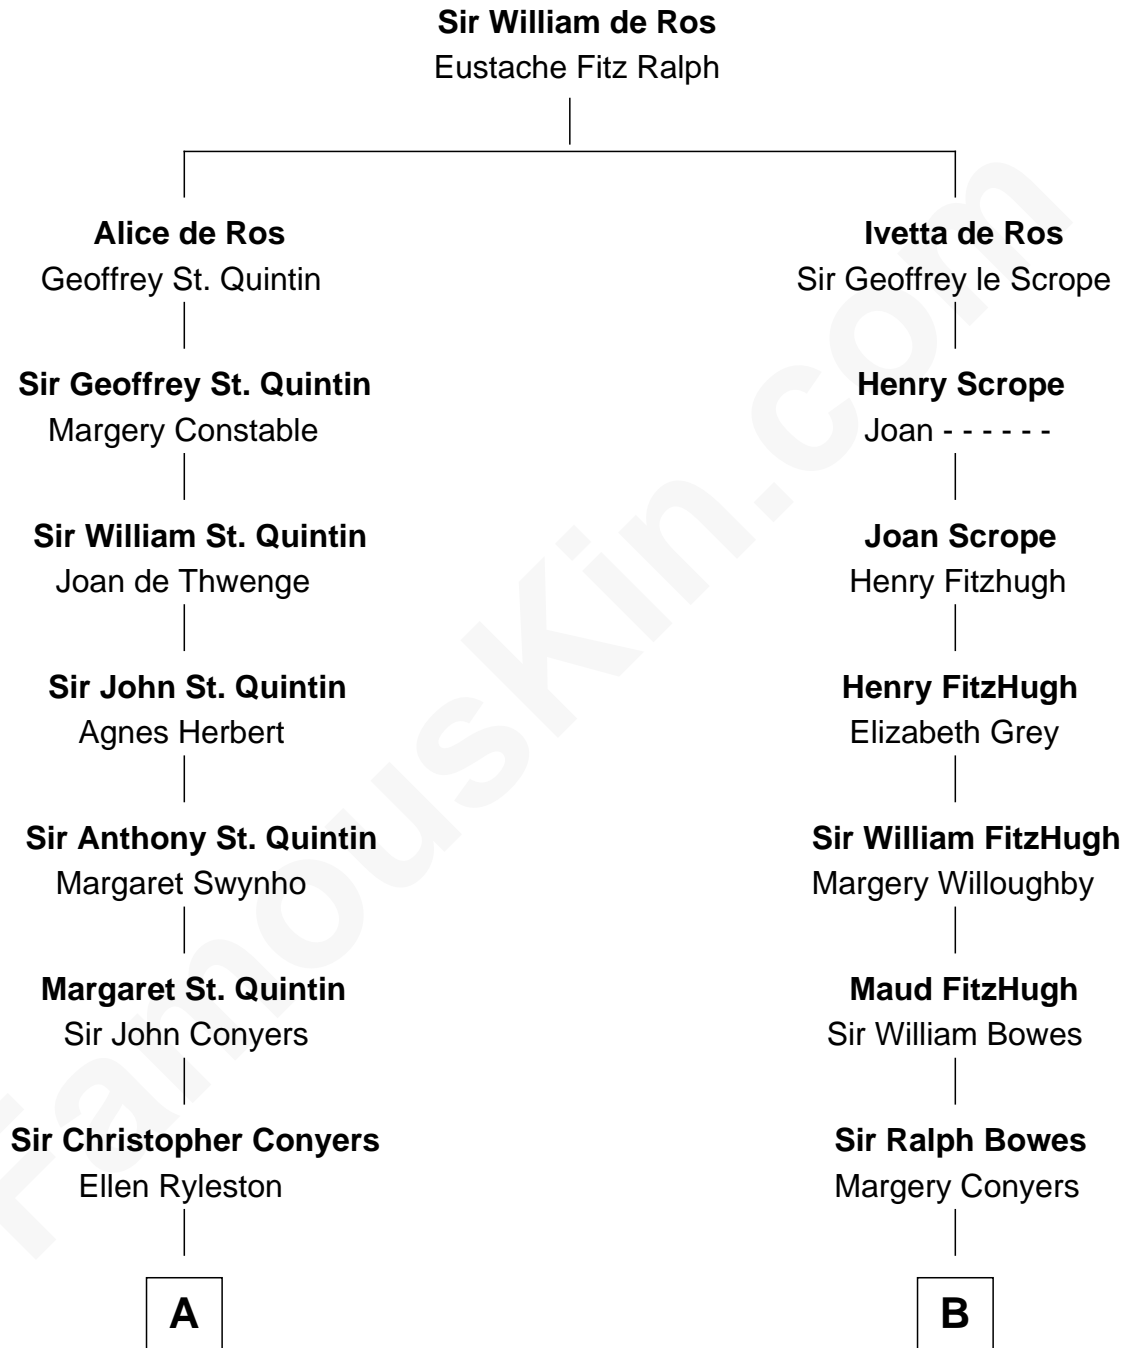 Sir William de Ros
Eustache Fitz Ralph
Alice de Ros
Geoffrey St. Quintin
Sir Geoffrey St. Quintin
Margery Constable
Sir William St. Quintin
Joan de Thwenge
Sir John St. Quintin
Agnes Herbert
Sir Anthony St. Quintin
Margaret Swynho
Margaret St. Quintin
Sir John Conyers
Sir Christopher Conyers
Ellen Ryleston
A
Ivetta de Ros
Sir Geoffrey le Scrope
Henry Scrope
Joan - - - - - -
Joan Scrope
Henry Fitzhugh
Henry FitzHugh
Elizabeth Grey
Sir William FitzHugh
Margery Willoughby
Maud FitzHugh
Sir William Bowes
Sir Ralph Bowes
Margery Conyers
B
FamousKin.com